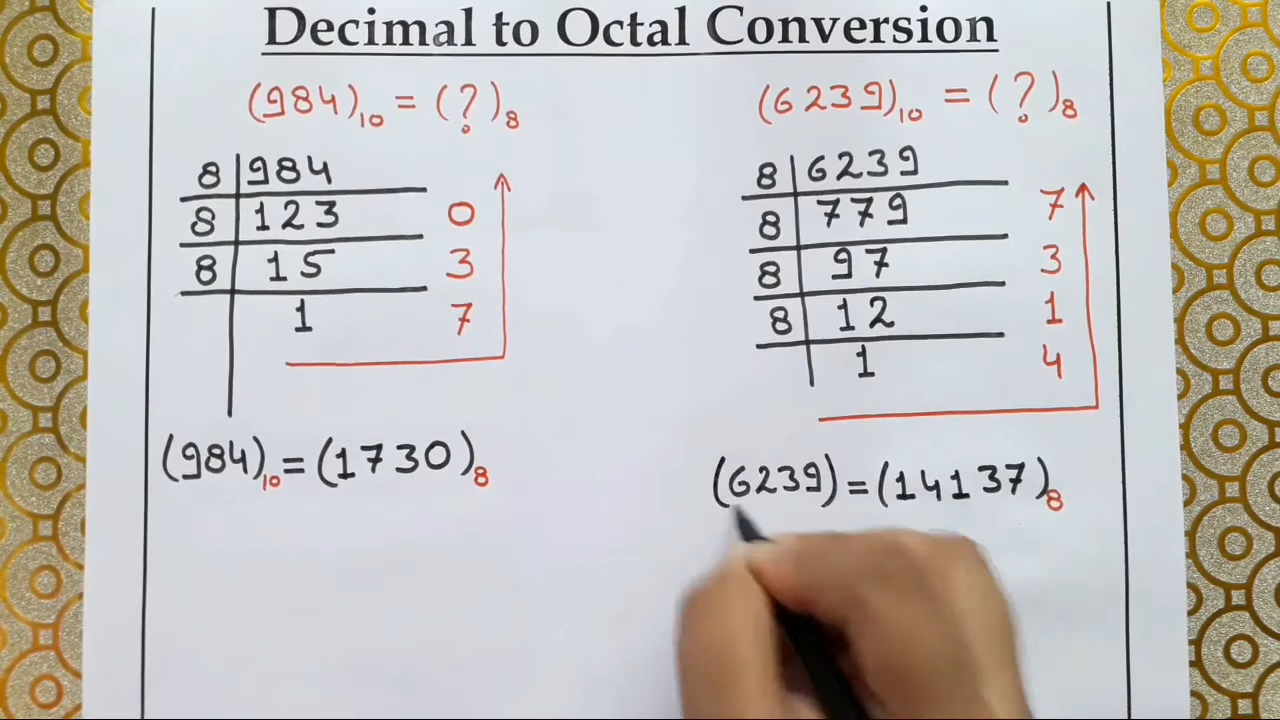 Decimal to Octal Conversion
(984)10 = (?)8
8 984
8 123 0
8 15 3
1 7
(984)10 = (1730)8
(6239)10 = (?)8
8 6239
8 779 7
8 97 3
8 12 1
1 4
(6239) = (14137)8